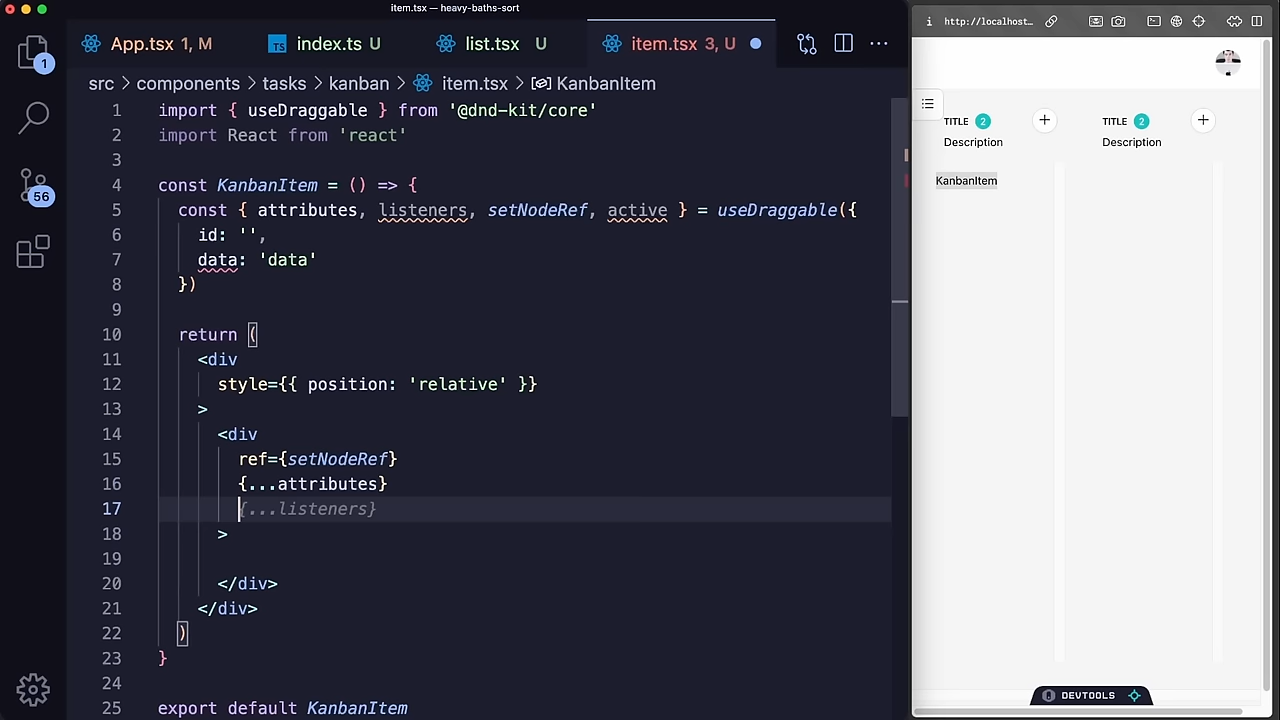 item.tsx — heavy-baths-sort
App.tsx 1, M
TS index.ts U
list.tsx U
item.tsx 3, U
src > components > tasks > kanban > item.tsx > KanbanItem
1 import { useDraggable } from '@dnd-kit/core'
2 import React from 'react'
3
4 const KanbanItem = () => {
5 const { attributes, listeners, setNodeRef, active } = useDraggable({
6 id: '',
7 data: 'data'
8 })
9
10 return (
11 <div
12 style={{ position: 'relative' }}
13 >
14 <div
15 ref={setNodeRef}
16 {...attributes}
17 {...listeners}
18 >
19
20 </div>
21 </div>
22 )
23 }
24
25 export default KanbanItem
1
56
i http://localhost…
TITLE 2 +
Description
TITLE 2 +
Description
KanbanItem
DEVTOOLS